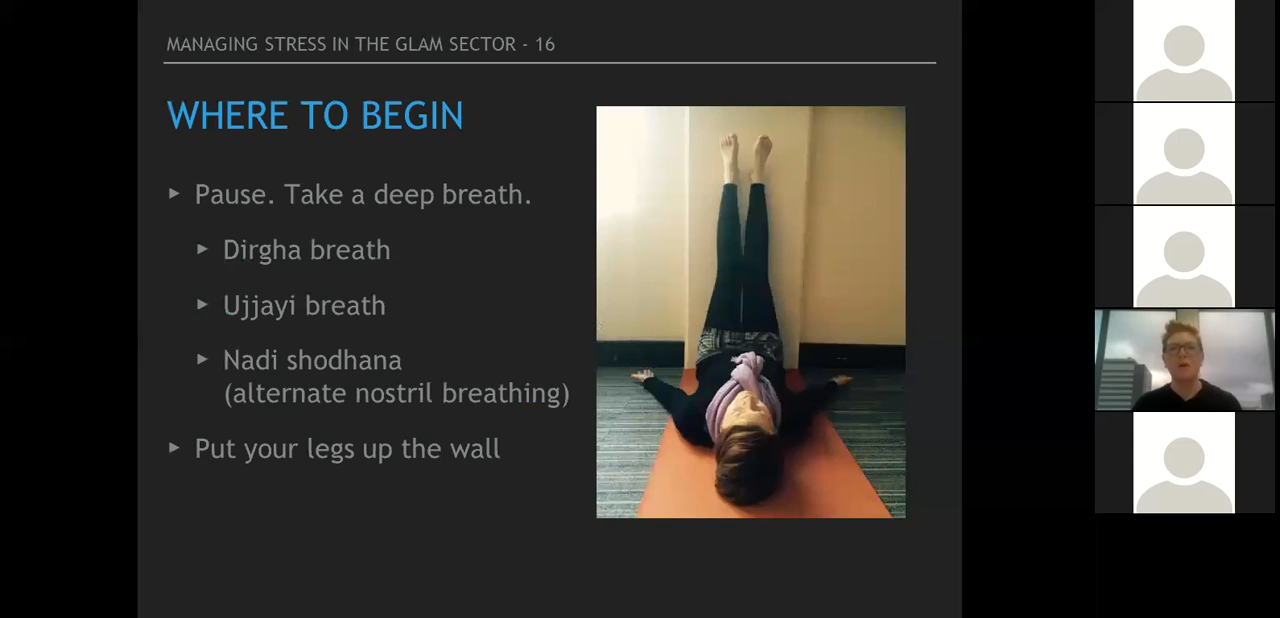 MANAGING STRESS IN THE GLAM SECTOR - 16
WHERE TO BEGIN
Pause. Take a deep breath.
Dirgha breath
Ujjayi breath
Nadi shodhana
(alternate nostril breathing)
Put your legs up the wall